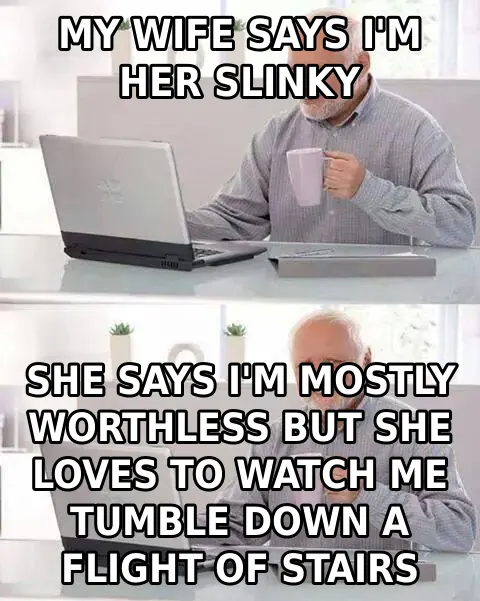 MY WIFE SAYS I'M
HER SLINKY
SHE SAYS I'M MOSTLY
WORTHLESS BUT SHE
LOVES TO WATCH ME
TUMBLE DOWN A
FLIGHT OF STAIRS